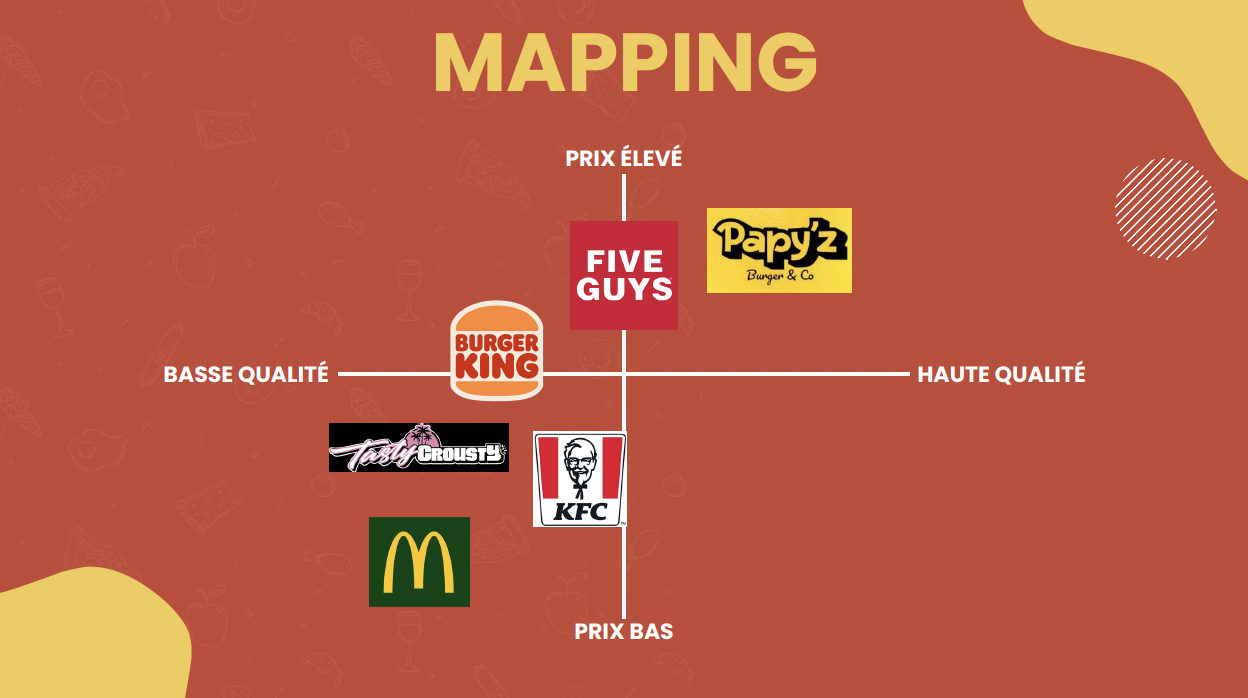 MAPPING
PRIX ÉLEVÉ
FIVE
GUYS
Papy'z
Burger & Co
BURGER
KING
BASSE QUALITÉ
HAUTE QUALITÉ
Tasty CROUSTY
KFC
TM
PRIX BAS